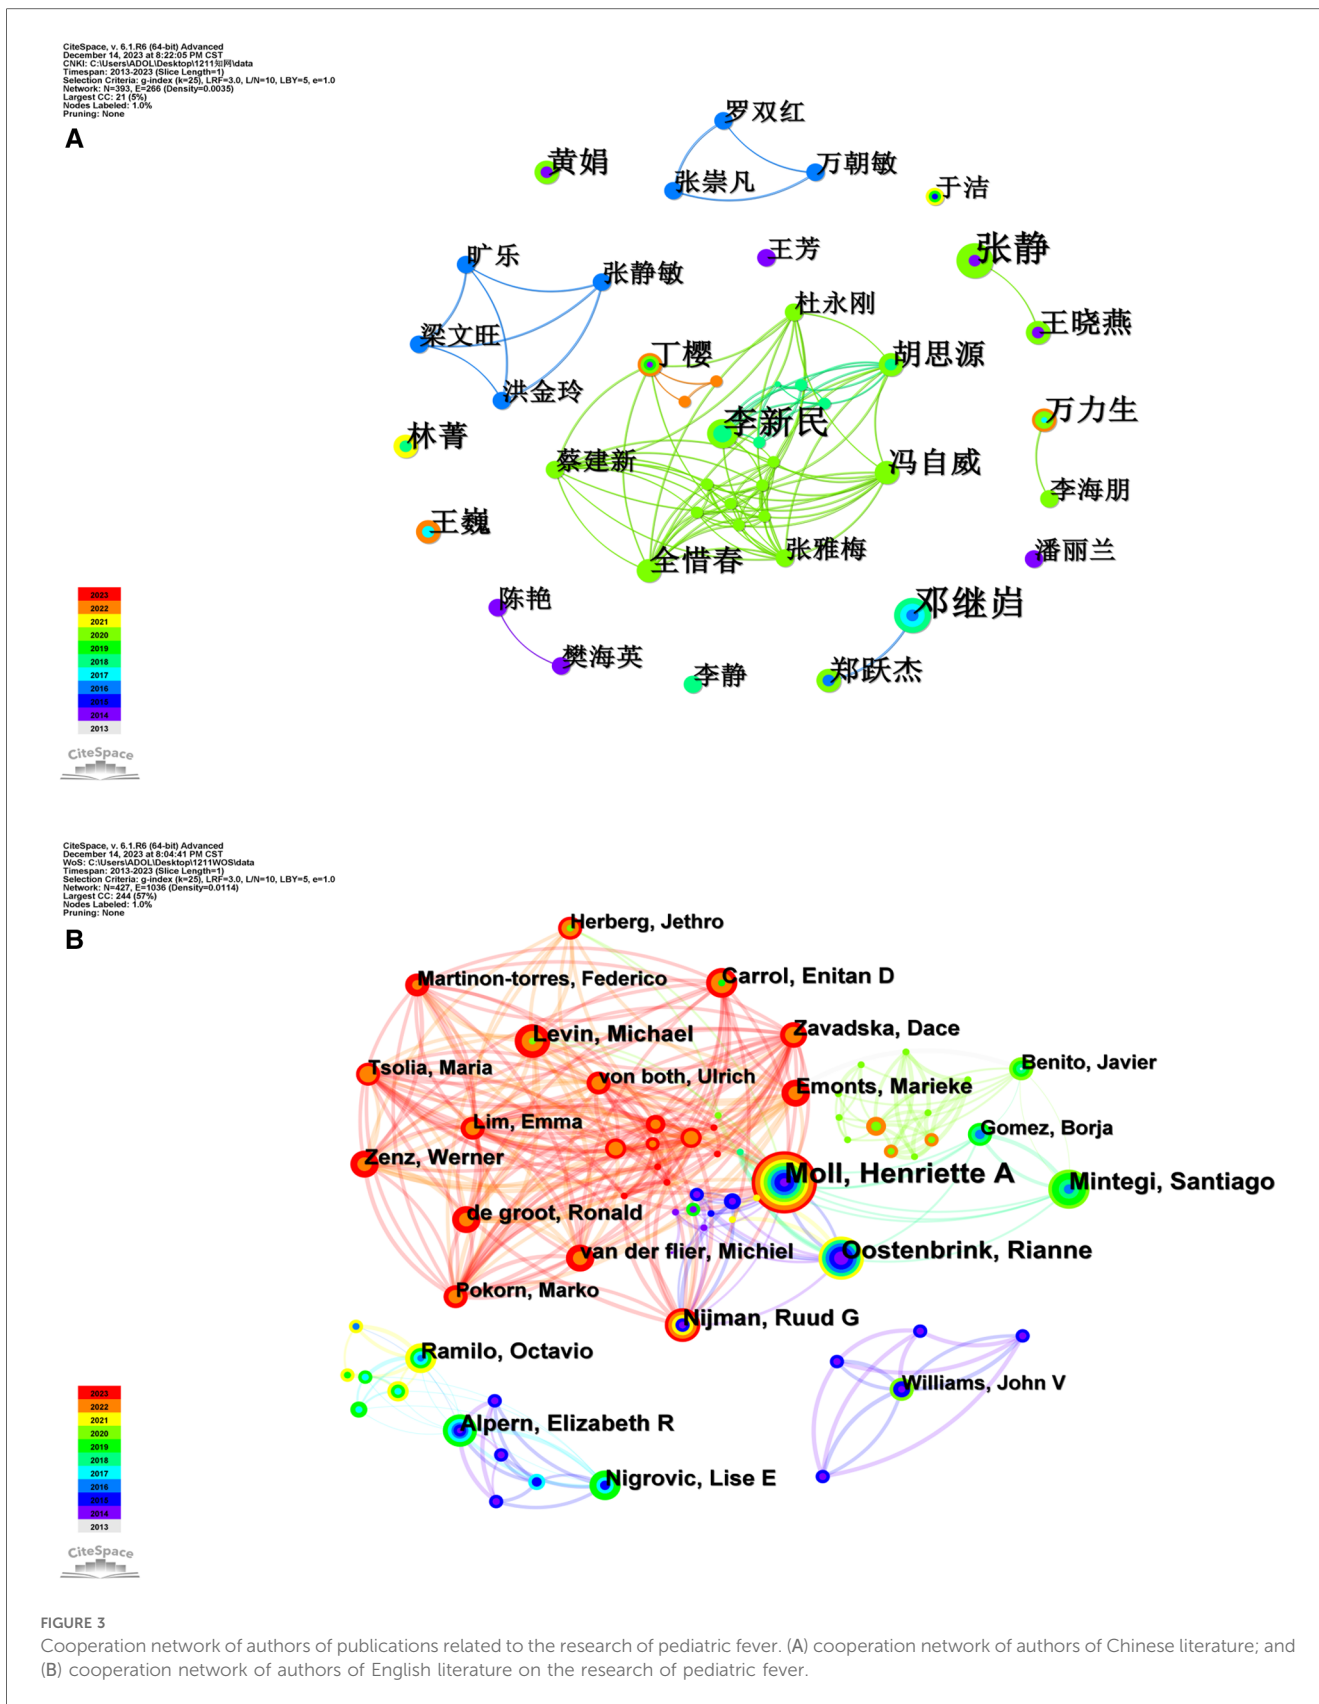 CiteSpace, v. 6.1.R6 (64-bit) Advanced
December 14, 2023 at 8:22:05 PM CST
CNKI: C:\Users\ADOL\Desktop\1211知网\data
Timespan: 2013-2023 (Slice Length=1)
Selection Criteria: g-index (k=25), LRF=3.0, L/N=10, LBY=5, e=1.0
Network: N=393, E=266 (Density=0.0035)
Largest CC: 21 (5%)
Nodes Labeled: 1.0%
Pruning: None
A
罗双红
黄娟
万朝敏
张崇凡
于洁
张静
王芳
旷乐
张静敏
杜永刚
王晓燕
梁文旺
丁樱
胡思源
洪金玲
李新民
万力生
林菁
蔡建新
冯自威
李海朋
王巍
全惜春
张雅梅
潘丽兰
陈艳
邓继岿
樊海英
李静
郑跃杰
2023
2022
2021
2020
2019
2018
2017
2016
2015
2014
2013
CiteSpace
CiteSpace, v. 6.1.R6 (64-bit) Advanced
December 14, 2023 at 8:04:41 PM CST
WoS: C:\Users\ADOL\Desktop\1211WOS\data
Timespan: 2013-2023 (Slice Length=1)
Selection Criteria: g-index (k=25), LRF=3.0, L/N=10, LBY=5, e=1.0
Network: N=427, E=1036 (Density=0.0114)
Largest CC: 244 (57%)
Nodes Labeled: 1.0%
Pruning: None
B
Herberg, Jethro
Martinon-torres, Federico
Carrol, Enitan D
Levin, Michael
Zavadska, Dace
Tsolia, Maria
von both, Ulrich
Benito, Javier
Emonts, Marieke
Lim, Emma
Gomez, Borja
Zenz, Werner
Moll, Henriette A
Mintegi, Santiago
de groot, Ronald
van der flier, Michiel
Oostenbrink, Rianne
Pokorn, Marko
Nijman, Ruud G
Ramilo, Octavio
Williams, John V
Alpern, Elizabeth R
Nigrovic, Lise E
2023
2022
2021
2020
2019
2018
2017
2016
2015
2014
2013
CiteSpace
FIGURE 3
Cooperation network of authors of publications related to the research of pediatric fever. (A) cooperation network of authors of Chinese literature; and
(B) cooperation network of authors of English literature on the research of pediatric fever.